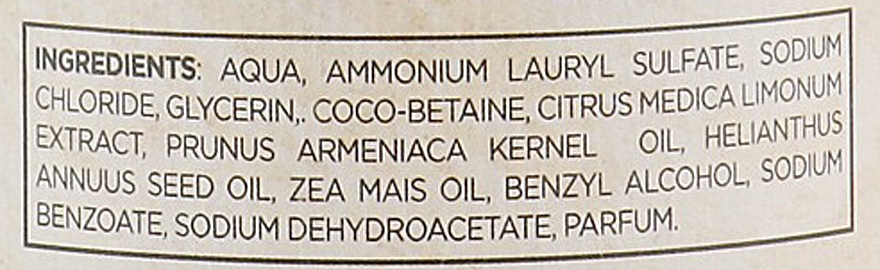 INGREDIENTS: AQUA, AMMONIUM LAURYL SULFATE, SODIUM
CHLORIDE, GLYCERIN,. COCO-BETAINE, CITRUS MEDICA LIMONUM
EXTRACT, PRUNUS ARMENIACA KERNEL OIL, HELIANTHUS
ANNUUS SEED OIL, ZEA MAIS OIL, BENZYL ALCOHOL, SODIUM
BENZOATE, SODIUM DEHYDROACETATE, PARFUM.